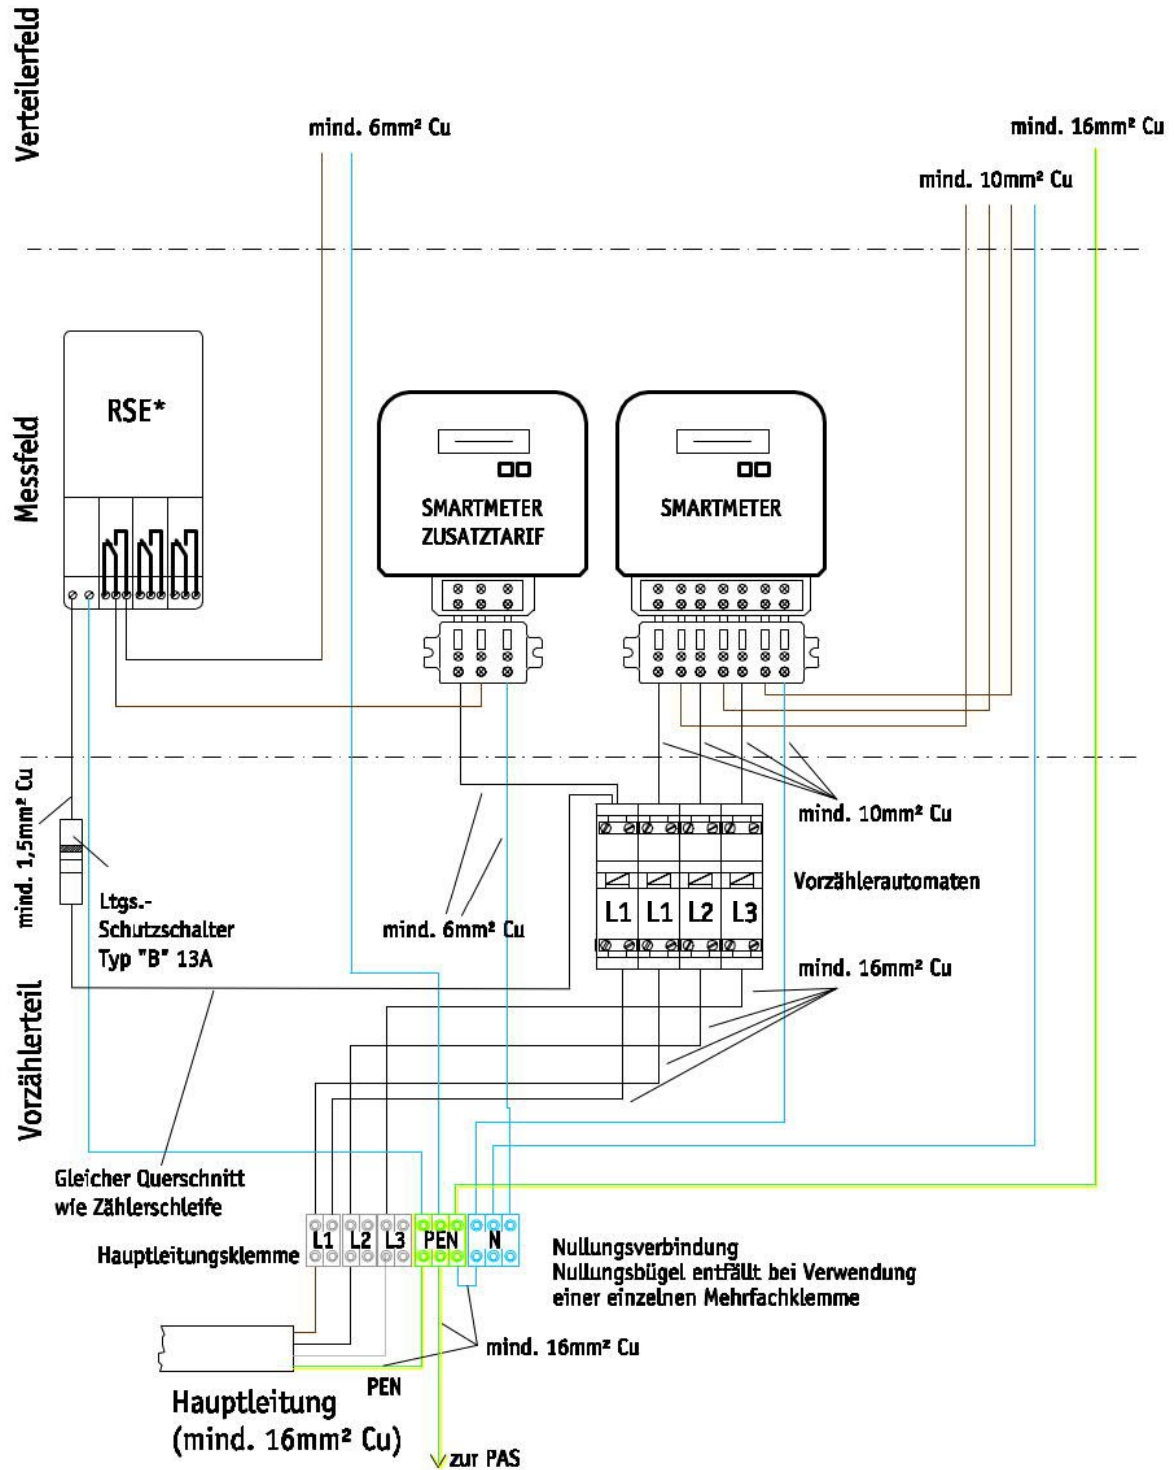 Verteilerfeld
mind. 6mm² Cu
mind. 16mm² Cu
mind. 10mm² Cu
Messfeld
RSE*
SMARTMETER
ZUSATZTARIF
SMARTMETER
mind. 1,5mm² Cu
mind. 10mm² Cu
Vorzählerautomaten
L1 L1 L2 L3
Ltgs.-
Schutzschalter
Typ "B" 13A
mind. 6mm² Cu
mind. 16mm² Cu
Vorzählerteil
Gleicher Querschnitt
wie Zählerschleife
Hauptleitungsklemme
L1 L2 L3 PEN N
Nullungsverbindung
Nullungsbügel entfällt bei Verwendung
einer einzelnen Mehrfachklemme
mind. 16mm² Cu
PEN
Hauptleitung
(mind. 16mm² Cu)
zur PAS